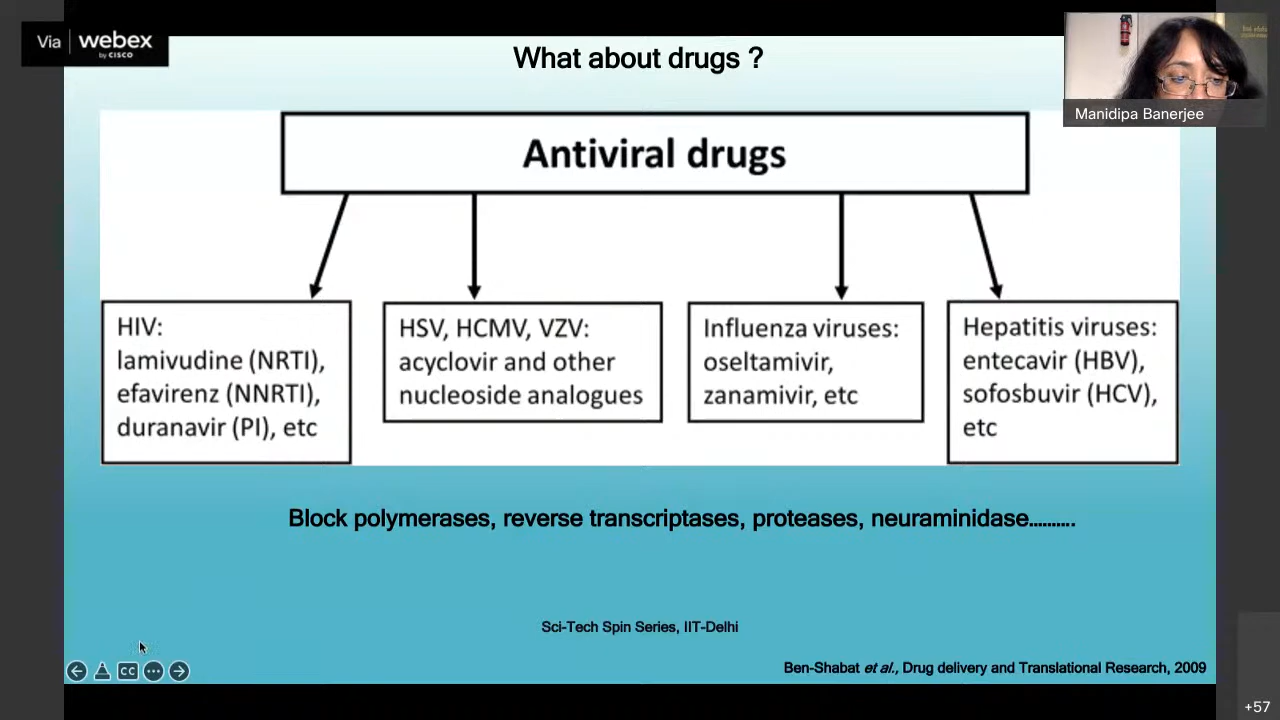 Via webex
by CISCO
What about drugs ?
Manidipa Banerjee
Antiviral drugs
HIV:
lamivudine (NRTI),
efavirenz (NNRTI),
duranavir (PI), etc
HSV, HCMV, VZV:
acyclovir and other
nucleoside analogues
Influenza viruses:
oseltamivir,
zanamivir, etc
Hepatitis viruses:
entecavir (HBV),
sofosbuvir (HCV),
etc
Block polymerases, reverse transcriptases, proteases, neuraminidase..........
Sci-Tech Spin Series, IIT-Delhi
Ben-Shabat et al., Drug delivery and Translational Research, 2009
CC
+57